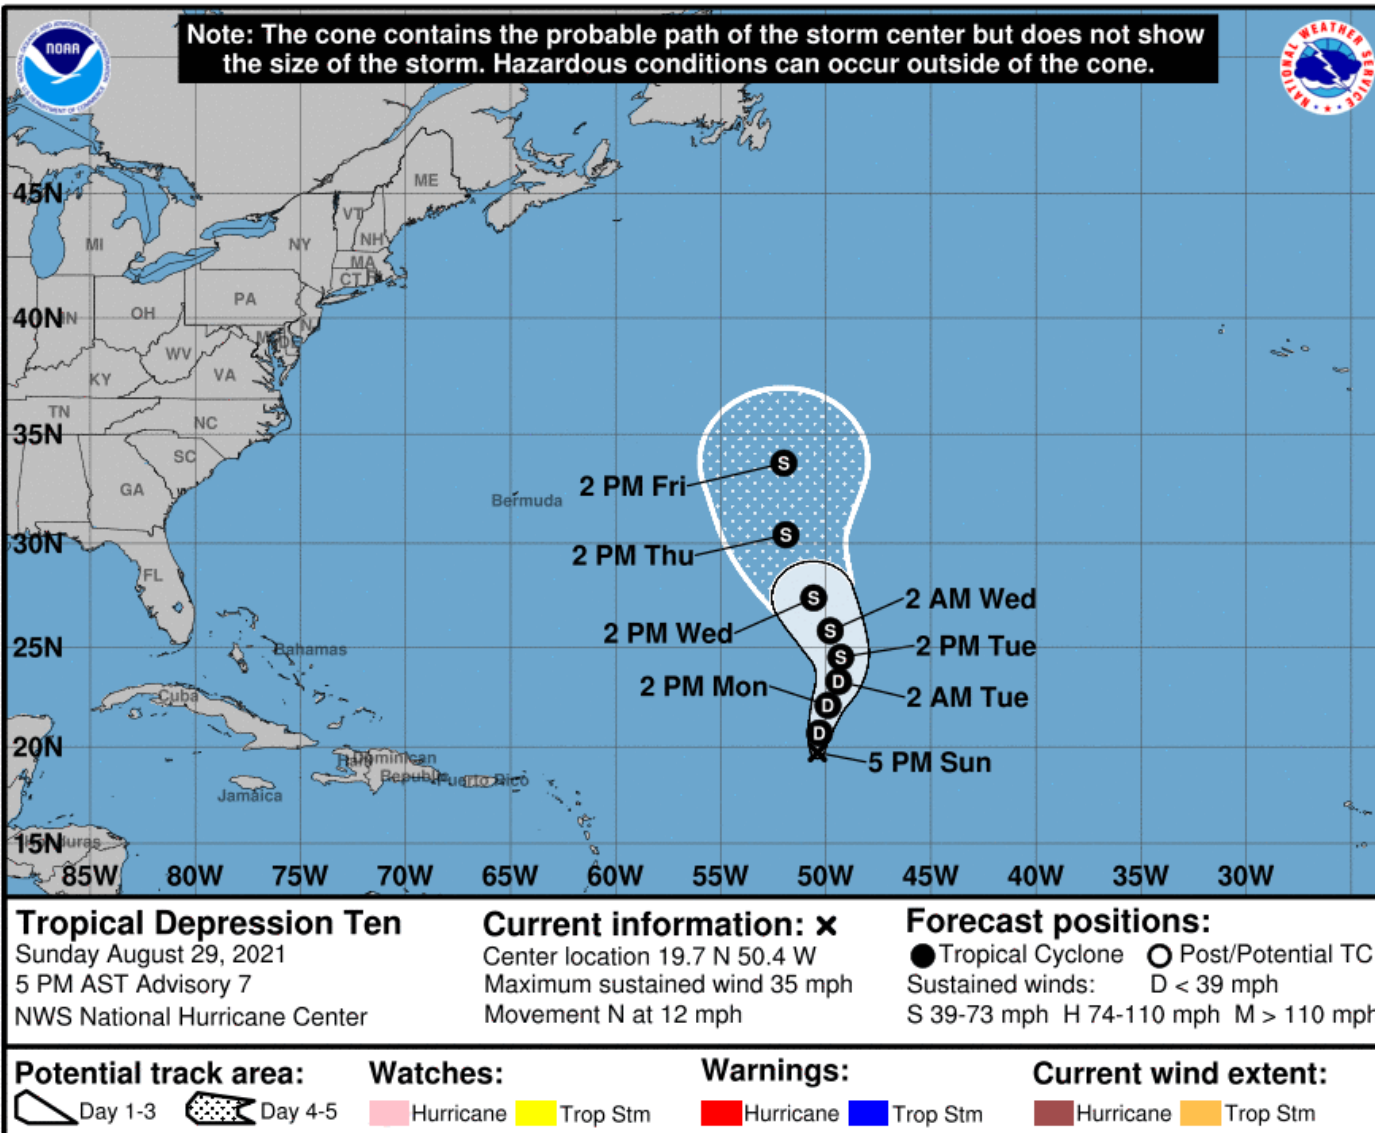 Note: The cone contains the probable path of the storm center but does not show
the size of the storm. Hazardous conditions can occur outside of the cone.
NOAA
NATIONAL WEATHER SERVICE
ME
45N
VT
MI
NY
NH
MA
CT
PA
OH
40N
WV
KY
VA
TN
NC
35N
SC
GA
2 PM Fri
Bermuda
30N
2 PM Thu
FL
2 AM Wed
2 PM Wed
25N
Bahamas
2 PM Tue
2 PM Mon
Cuba
2 AM Tue
20N
Dominican
Republic
Puerto Rico
5 PM Sun
Jamaica
15N
85W 80W 75W 70W 65W 60W 55W 50W 45W 40W 35W 30W
S
S
S
S
S
D
D
D
Tropical Depression Ten
Sunday August 29, 2021
5 PM AST Advisory 7
NWS National Hurricane Center
Current information: x
Center location 19.7 N 50.4 W
Maximum sustained wind 35 mph
Movement N at 12 mph
Forecast positions:
Tropical Cyclone Post/Potential TC
Sustained winds: D < 39 mph
S 39-73 mph H 74-110 mph M > 110 mph
Potential track area:
Day 1-3 Day 4-5
Watches:
Hurricane Trop Stm
Warnings:
Hurricane Trop Stm
Current wind extent:
Hurricane Trop Stm